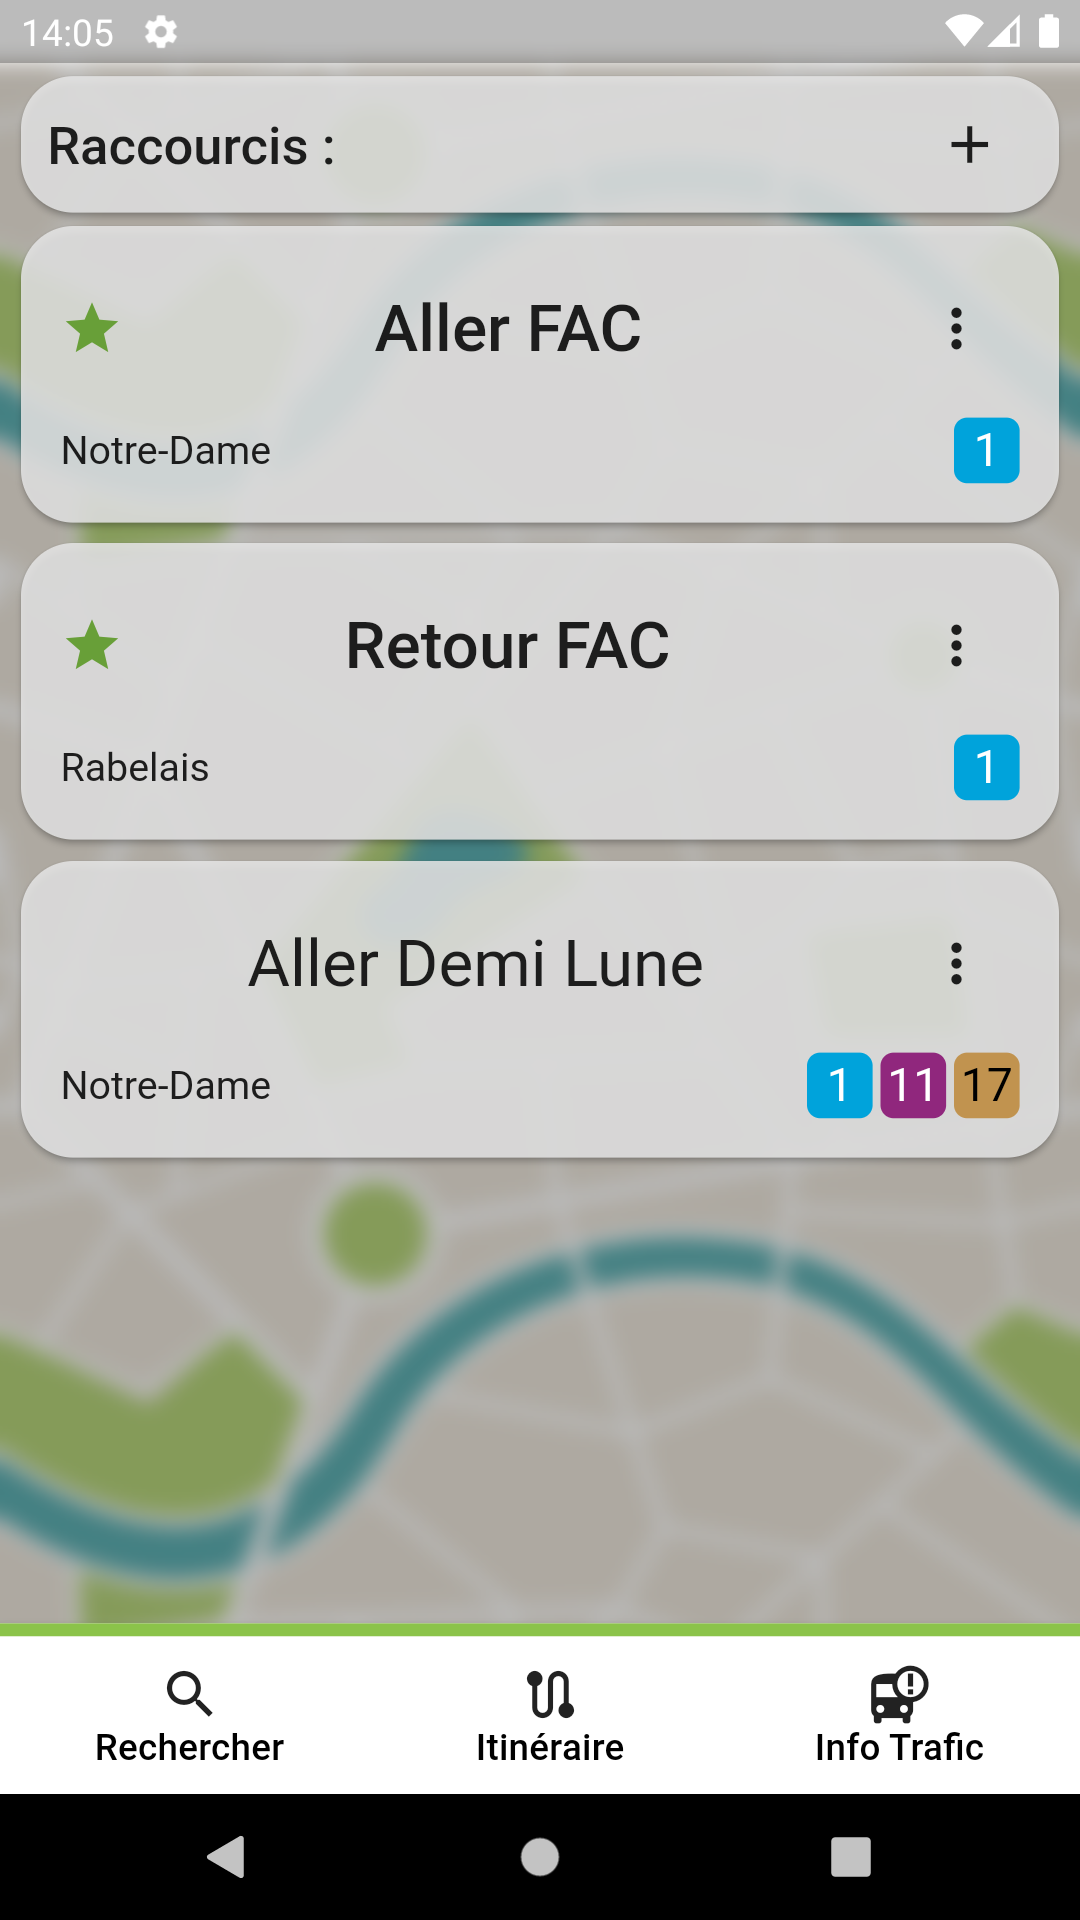 14:05
Raccourcis :
Aller FAC
Notre-Dame 1
Retour FAC
Rabelais 1
Aller Demi Lune
Notre-Dame 1 11 17
Rechercher Itinéraire Info Trafic